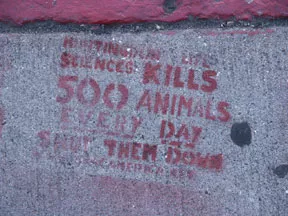 HUNTINGDON LIFE
SCIENCES KILLS
500 ANIMALS
EVERY DAY
SHUT THEM DOWN